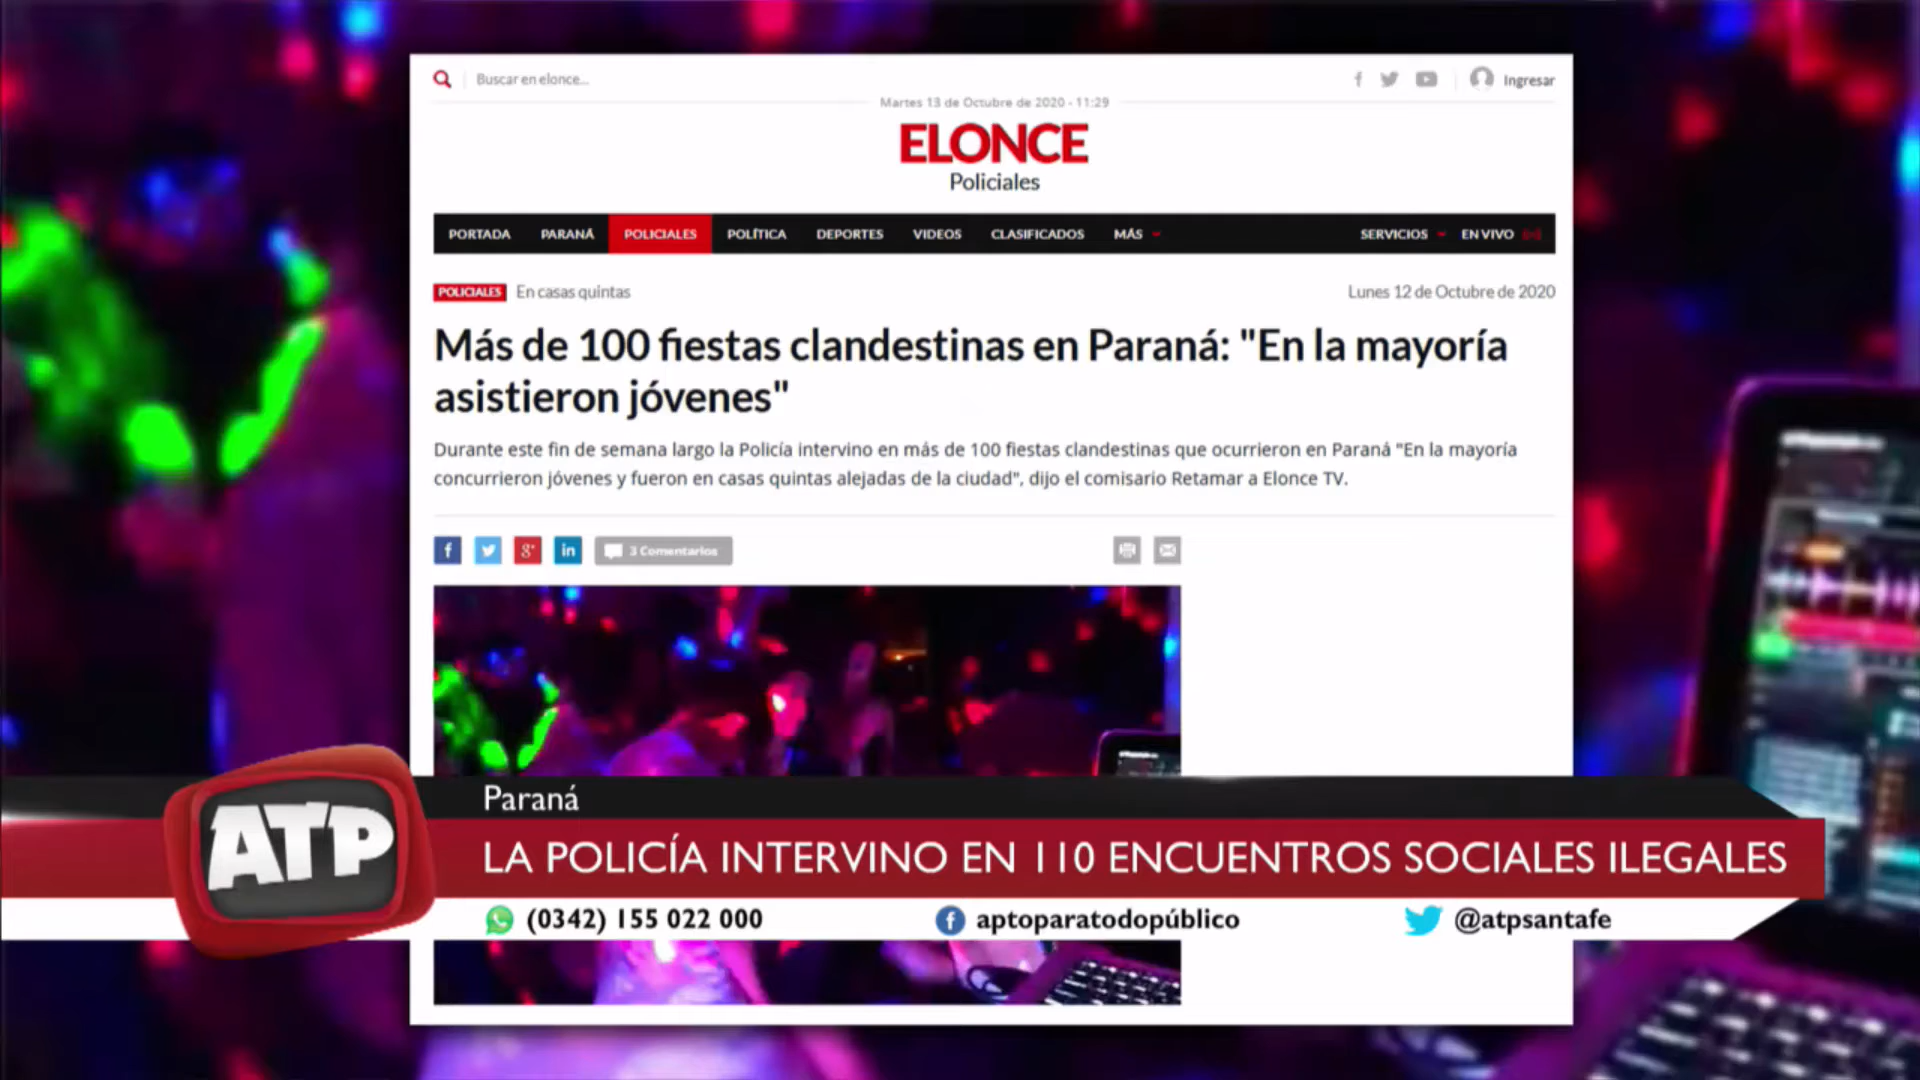 Buscar en elonce...
Ingresar
Martes 13 de Octubre de 2020 - 11:29
ELONCE
Policiales
PORTADA PARANÁ POLICIALES POLÍTICA DEPORTES VIDEOS CLASIFICADOS MÁS SERVICIOS EN VIVO
POLICIALES En casas quintas Lunes 12 de Octubre de 2020
Más de 100 fiestas clandestinas en Paraná: "En la mayoría
asistieron jóvenes"
Durante este fin de semana largo la Policía intervino en más de 100 fiestas clandestinas que ocurrieron en Paraná "En la mayoría
concurrieron jóvenes y fueron en casas quintas alejadas de la ciudad", dijo el comisario Retamar a Elonce TV.
3 Comentarios
ATP
Paraná
LA POLICÍA INTERVINO EN 110 ENCUENTROS SOCIALES ILEGALES
(0342) 155 022 000 aptoparatodopúblico @atpsantafe